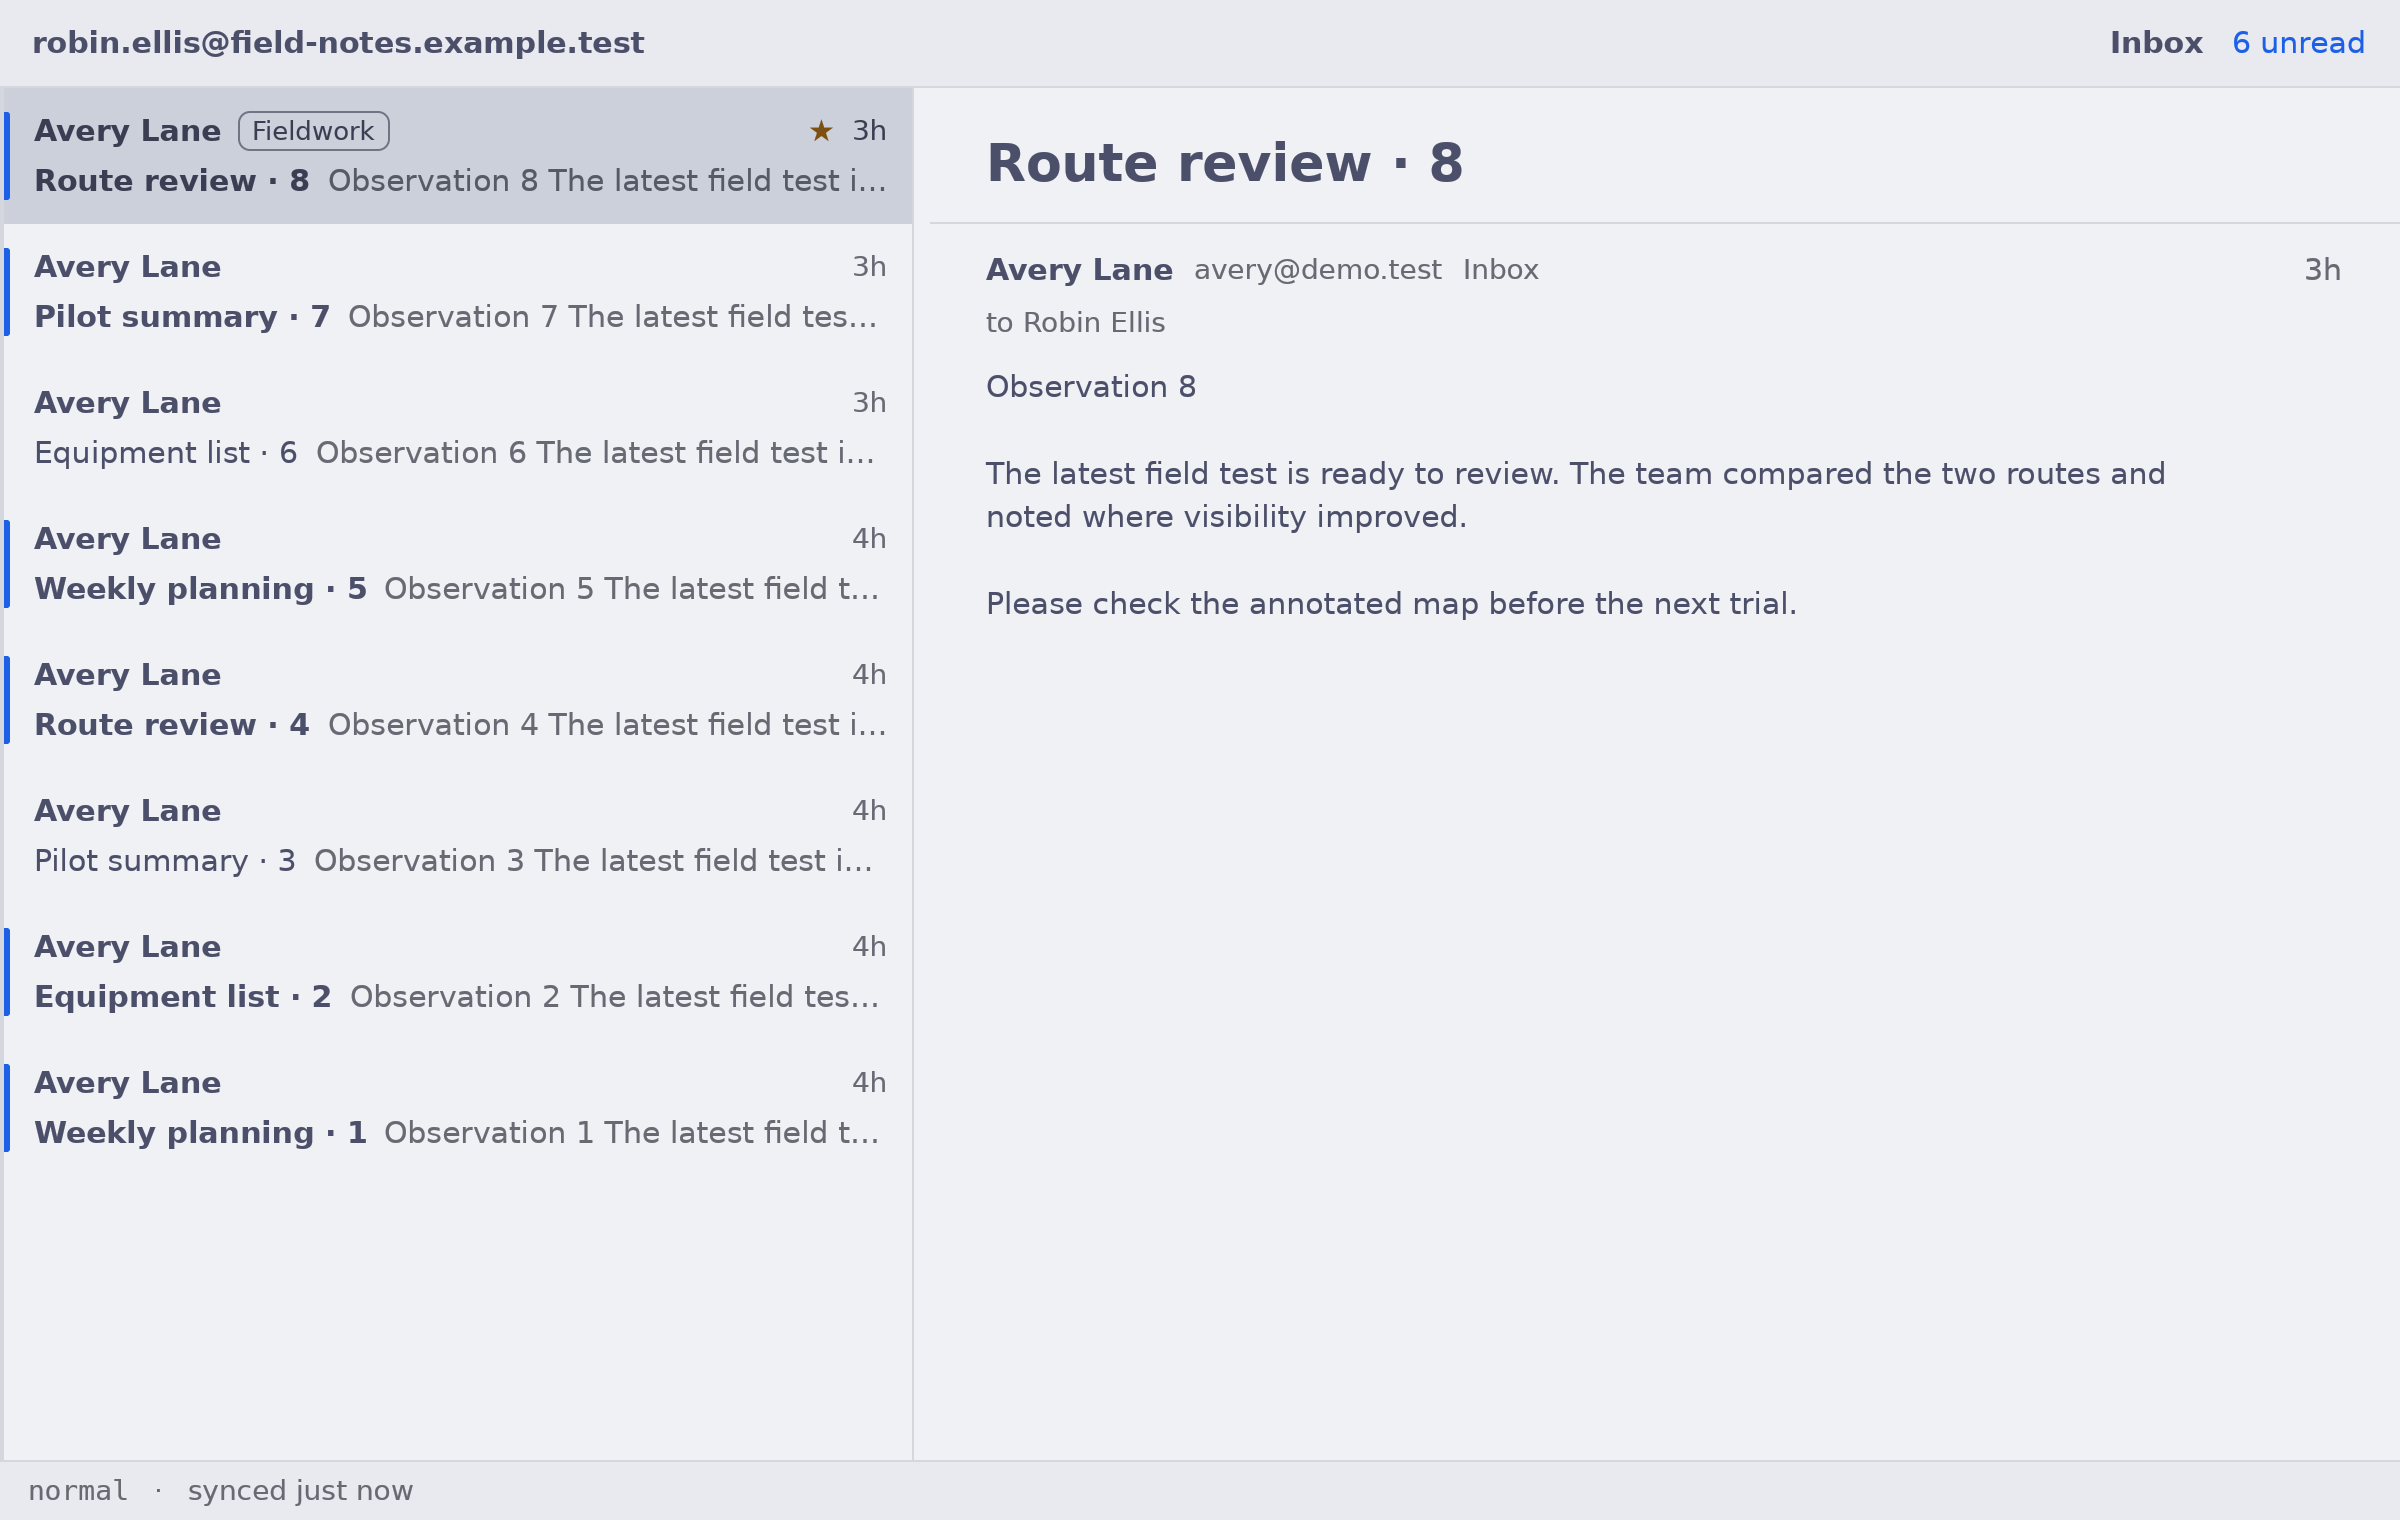 robin.ellis@field-notes.example.test
Inbox 6 unread
Avery Lane Fieldwork ★ 3h
Route review · 8 Observation 8 The latest field test i…
Avery Lane 3h
Pilot summary · 7 Observation 7 The latest field tes…
Avery Lane 3h
Equipment list · 6 Observation 6 The latest field test i…
Avery Lane 4h
Weekly planning · 5 Observation 5 The latest field t…
Avery Lane 4h
Route review · 4 Observation 4 The latest field test i…
Avery Lane 4h
Pilot summary · 3 Observation 3 The latest field test i…
Avery Lane 4h
Equipment list · 2 Observation 2 The latest field tes…
Avery Lane 4h
Weekly planning · 1 Observation 1 The latest field t…
Route review · 8
Avery Lane avery@demo.test Inbox 3h
to Robin Ellis
Observation 8
The latest field test is ready to review. The team compared the two routes and
noted where visibility improved.
Please check the annotated map before the next trial.
normal · synced just now